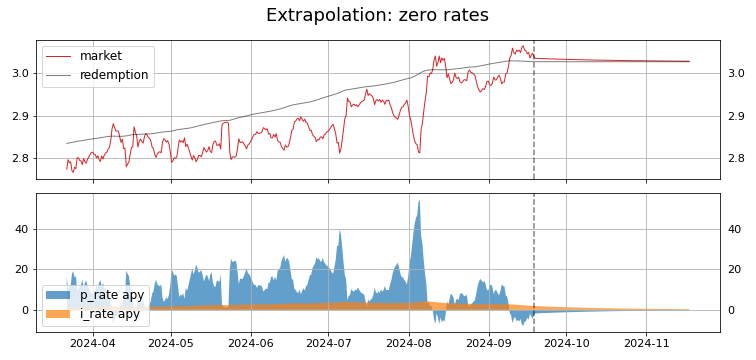 Extrapolation: zero rates
market
redemption
3.0 3.0
2.9 2.9
2.8 2.8
40 40
20 20
0 0
p_rate apy
i_rate apy
2024-04 2024-05 2024-06 2024-07 2024-08 2024-09 2024-10 2024-11